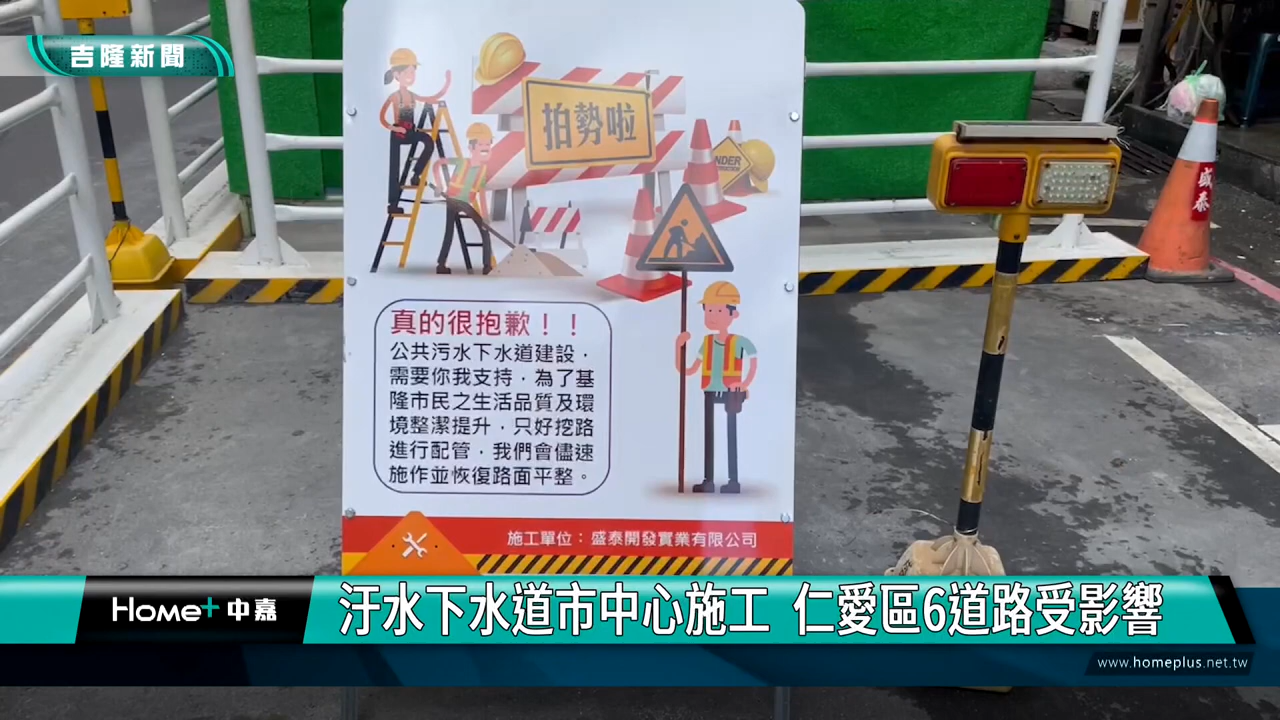 吉隆新聞
拍勢啦
NDER
真的很抱歉！！
公共污水下水道建設，
需要你我支持，為了基
隆市民之生活品質及環
境整潔提升，只好挖路
進行配管，我們會儘速
施作並恢復路面平整。
施工單位：盛泰開發實業有限公司
盛泰
Home+ 中嘉
汙水下水道市中心施工 仁愛區6道路受影響
www.homeplus.net.tw